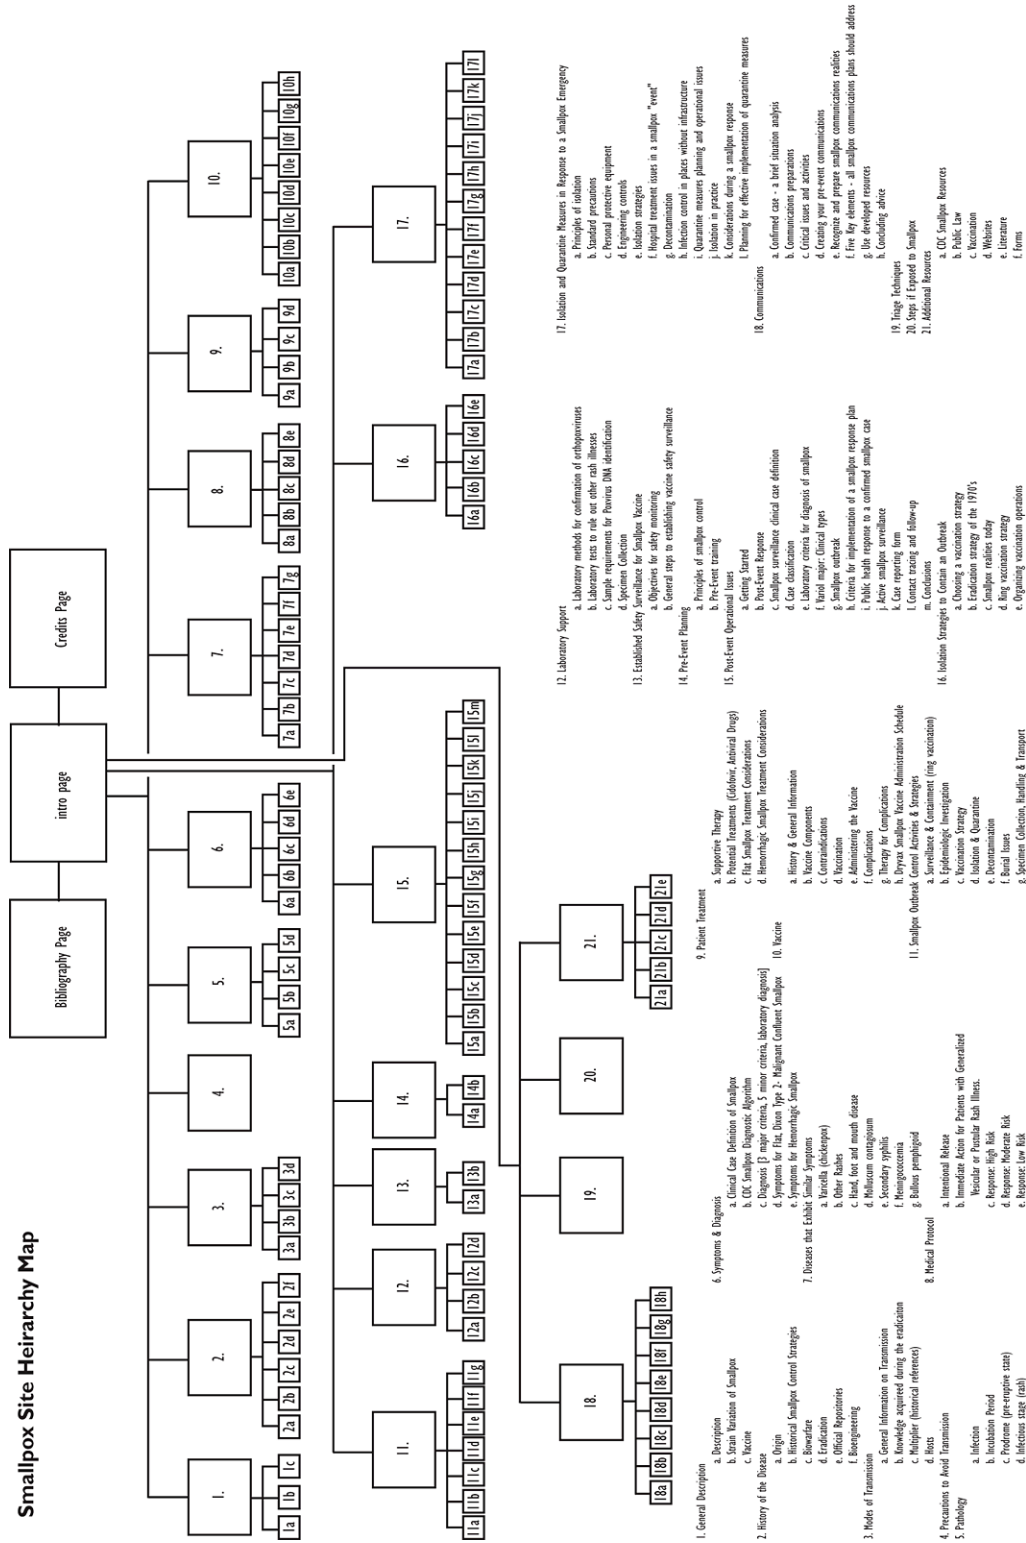 Smallpox Site Heirarchy Map
Bibliography Page
intro page
Credits Page
1.
2.
3.
4.
5.
6.
7.
8.
9.
10.
1a
1b
1c
2a
2b
2c
2d
2e
2f
3a
3b
3c
3d
5a
5b
5c
5d
6a
6b
6c
6d
6e
7a
7b
7c
7d
7e
7f
7g
8a
8b
8c
8d
8e
9a
9b
9c
9d
10a
10b
10c
10d
10e
10f
10g
10h
11.
12.
13.
14.
15.
16.
17.
11a
11b
11c
11d
11e
11f
11g
12a
12b
12c
12d
13a
13b
14a
14b
15a
15b
15c
15d
15e
15f
15g
15h
15i
15j
15k
15l
15m
16a
16b
16c
16d
16e
17a
17b
17c
17d
17e
17f
17g
17h
17i
17j
17k
17l
18.
19.
20.
21.
18a
18b
18c
18d
18e
18f
18g
18h
21a
21b
21c
21d
21e
1. General Description
a. Description
b. Strain Variation of Smallpox
c. Vaccine
2. History of the Disease
a. Origin
b. Historical Smallpox Control Strategies
c. Biowarfare
d. Eradication
e. Official Repositories
f. Bioengineering
3. Modes of Transmission
a. General Information on Transmission
b. Knowledge acquireed during the eradicaiton
c. Multiplier (historical references)
d. Hosts
4. Precautions to Avoid Transmission
5. Pathology
a. Infection
b. Incubation Period
c. Prodrome (pre-eruptive state)
d. Infectious stage (rash)
6. Symptoms & Diagnosis
a. Clinical Case Definition of Smallpox
b. CDC Smallpox Diagnostic Algorithm
c. Diagnosis [3 major criteria, 5 minor criteria, laboratory diagnosis]
d. Symptoms for Flat, Dixon Type 2- Malignant Confluent Smallpox
e. Symptoms for Hemorrhagic Smallpox
7. Diseases that Exhibit Similar Symptoms
a. Varicella (chickenpox)
b. Other Rashes
c. Hand, foot and mouth disease
d. Molluscum contagiosum
e. Secondary syphilis
f. Meningococcemia
g. Bullous pemphigoid
8. Medical Protocol
a. Intentional Release
b. Immediate Action for Patients with Generalized
Vesicular or Pustular Rash Illness.
c. Response: High Risk
d. Response: Moderate Risk
e. Response: Low Risk
9. Patient Treatment
a. Supportive Therapy
b. Potential Treatments (Cidofovir, Antiviral Drugs)
c. Flat Smallpox Treatment Considerations
d. Hemorrhagic Smallpox Treatment Considerations
10. Vaccine
a. History & General Information
b. Vaccine Components
c. Contraindications
d. Vaccination
e. Administering the Vaccine
f. Complications
g. Therapy for Complications
h. Dryvax Smallpox Vaccine Administration Schedule
11. Smallpox Outbreak Control Activities & Strategies
a. Surveillance & Containment (ring vaccination)
b. Epidemiologic Investigation
c. Vaccination Strategy
d. Isolation & Quarantine
e. Decontamination
f. Burial Issues
g. Specimen Collection, Handling & Transport
12. Laboratory Support
a. Laboratory methods for confirmation of orthopoxviruses
b. Laboratory tests to rule out other rash illnesses
c. Sample requirements for Poxvirus DNA identification
d. Specimen Collection
13. Established Safety Surveillance for Smallpox Vaccine
a. Objectives for safety monitoring
b. General steps to establishing vaccine safety surveillance
14. Pre-Event Planning
a. Principles of smallpox control
b. Pre-Event training
15. Post-Event Operational Issues
a. Getting Started
b. Post-Event Response
c. Smallpox surveillance clinical case definition
d. Case classification
e. Laboratory criteria for diagnosis of smallpox
f. Variol major: Clinical types
g. Smallpox outbreak
h. Criteria for implementation of a smallpox response plan
i. Public health response to a confirmed smallpox case
j. Active smallpox surveillance
k. Case reporting form
l. Contact tracing and follow-up
m. Conclusions
16. Isolation Strategies to Contain an Outbreak
a. Choosing a vaccination strategy
b. Eradication strategy of the 1970's
c. Smallpox realities today
d. Ring vaccination strategy
e. Organizing vaccination operations
17. Isolation and Quarantine Measures in Response to a Smallpox Emergency
a. Principles of isolation
b. Standard precautions
c. Personal protective equipment
d. Engineering controls
e. Isolation strategies
f. Hospital treatment issues in a smallpox "event"
g. Decontamination
h. Infection control in places without infrastructure
i. Quarantine measures planning and operational issues
j. Isolation in practice
k. Considerations during a smallpox response
l. Planning for effective implementation of quarantine measures
18. Communications
a. Confirmed case - a brief situation analysis
b. Communications preparations
c. Critical issues and activities
d. Creating your pre-event communications
e. Recognize and prepare smallpox communications realities
f. Five Key elements - all smallpox communications plans should address
g. Use developed resources
h. Concluding advice
19. Triage Techniques
20. Steps if Exposed to Smallpox
21. Additional Resources
a. CDC Smallpox Resources
b. Public Law
c. Vaccination
d. Websites
e. Literature
f. Forms